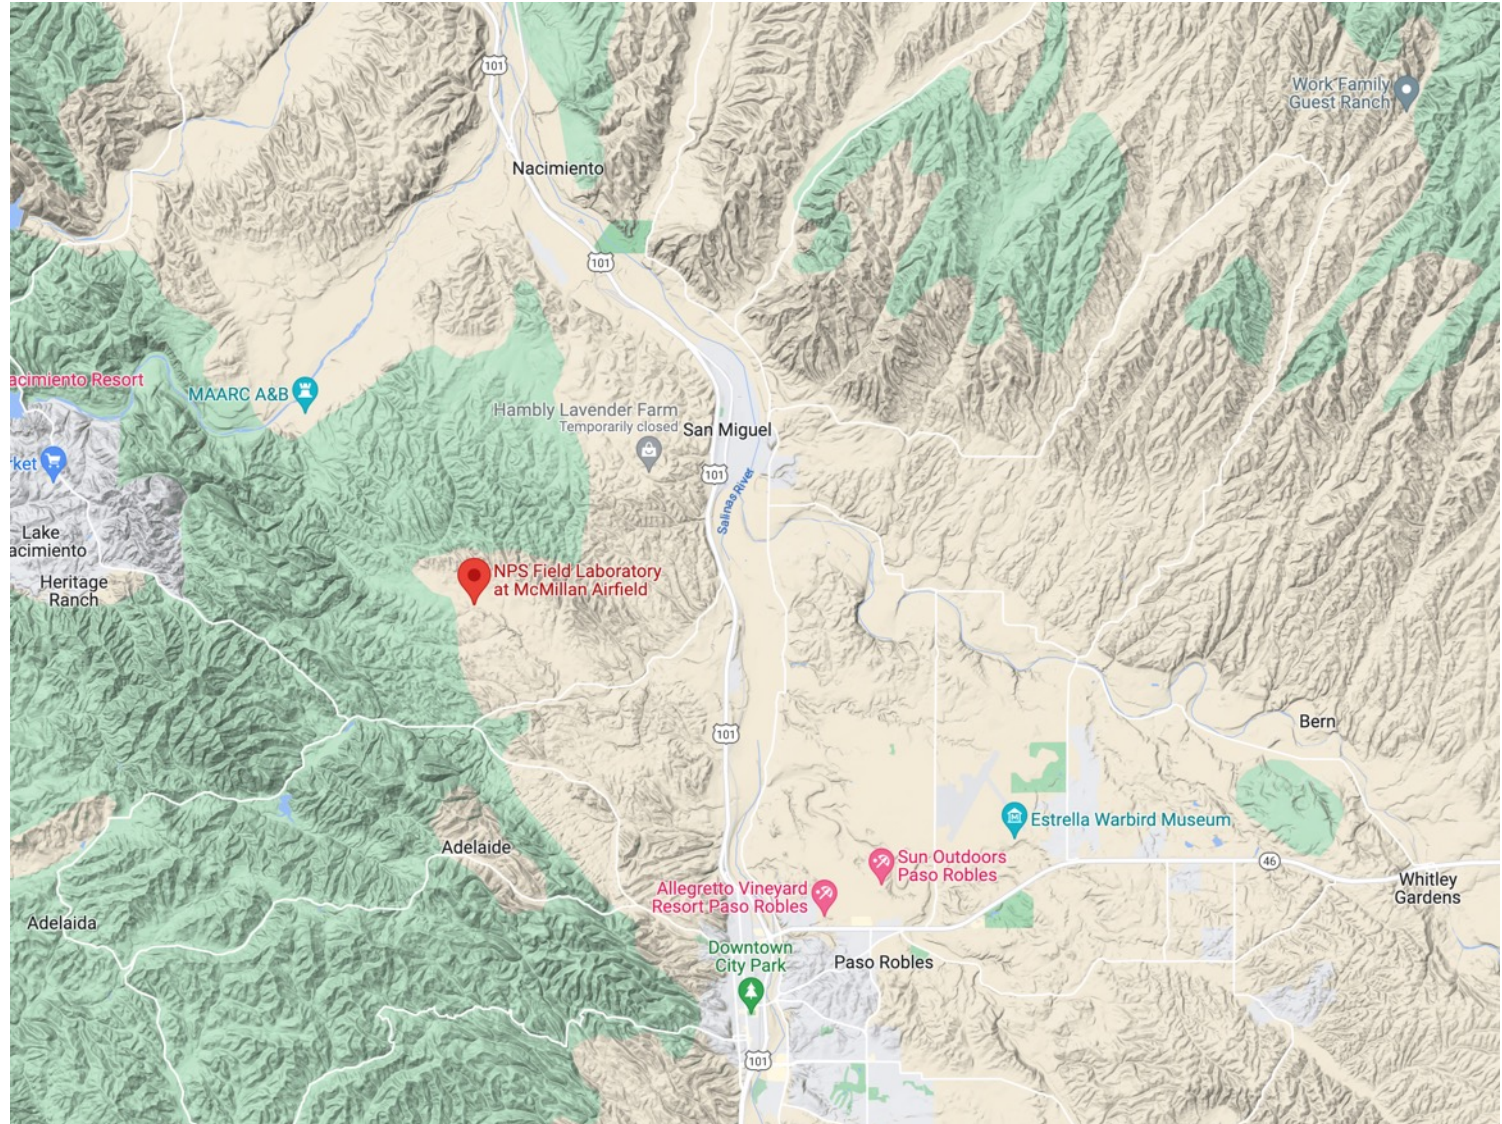 101
Work Family
Guest Ranch
Nacimiento
101
acimiento Resort
MAARC A&B
Hambly Lavender Farm
Temporarily closed
San Miguel
rket
101
Salinas River
Lake
acimiento
Heritage
Ranch
NPS Field Laboratory
at McMillan Airfield
Bern
101
Estrella Warbird Museum
Adelaide
Sun Outdoors
Paso Robles
46
Allegretto Vineyard
Resort Paso Robles
Whitley
Gardens
Adelaida
Downtown
City Park
Paso Robles
101